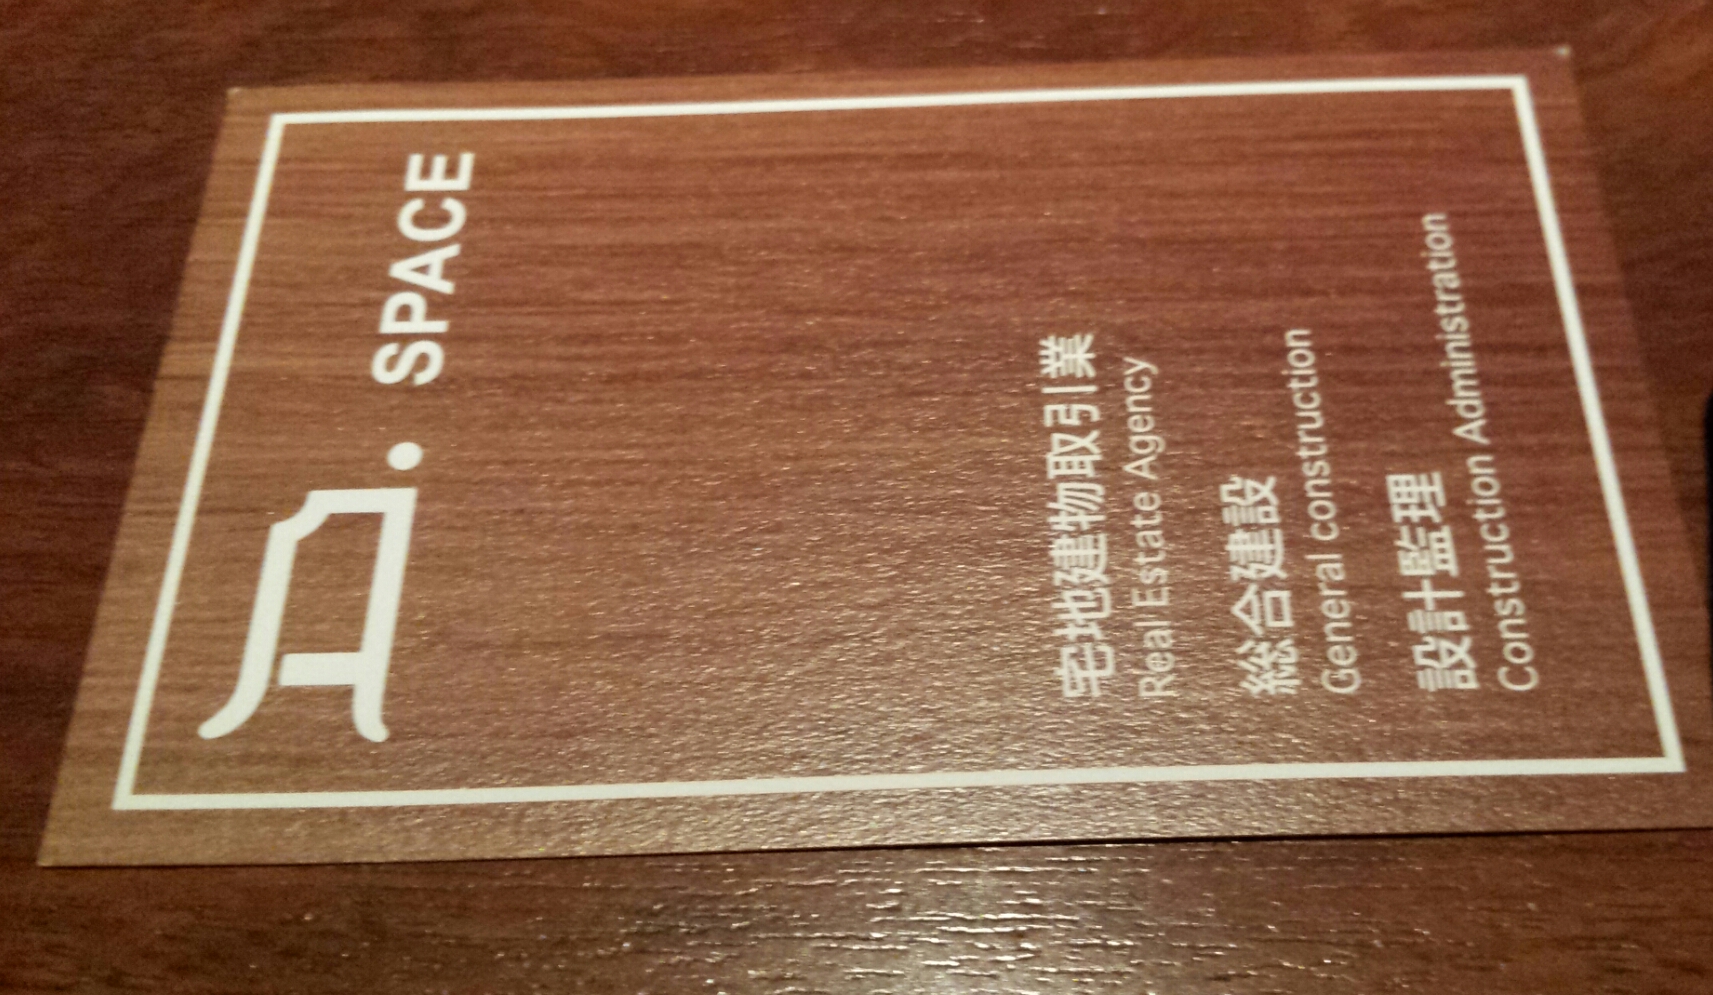 R・SPACE
宅地建物取引業
Real Estate Agency
総合建設
General construction
設計監理
Construction Administration